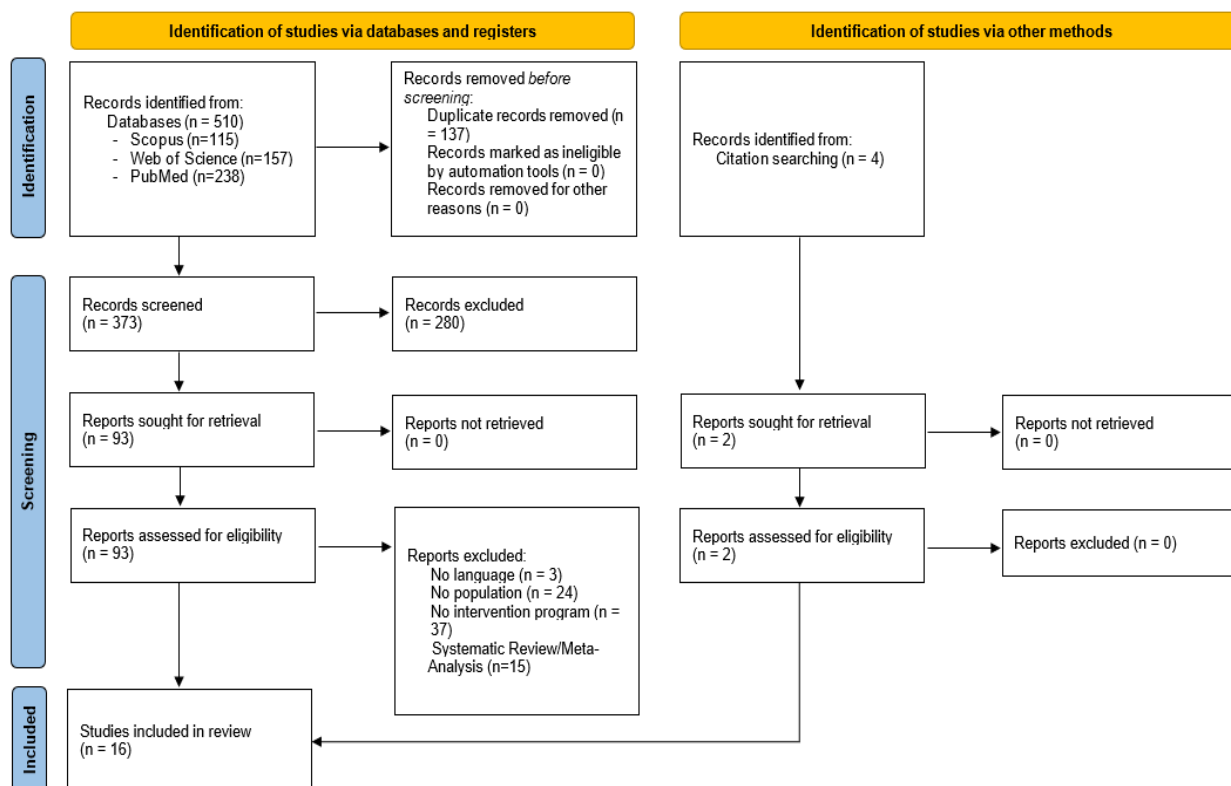 Identification of studies via databases and registers
Identification of studies via other methods
Identification
Records identified from:
Databases (n = 510)
- Scopus (n=115)
- Web of Science (n=157)
- PubMed (n=238)
Records removed before
screening:
Duplicate records removed (n
= 137)
Records marked as ineligible
by automation tools (n = 0)
Records removed for other
reasons (n = 0)
Records identified from:
Citation searching (n = 4)
Screening
Records screened
(n = 373)
Records excluded
(n = 280)
Reports sought for retrieval
(n = 93)
Reports not retrieved
(n = 0)
Reports sought for retrieval
(n = 2)
Reports not retrieved
(n = 0)
Reports assessed for eligibility
(n = 93)
Reports excluded:
No language (n = 3)
No population (n = 24)
No intervention program (n =
37)
Systematic Review/Meta-
Analysis (n=15)
Reports assessed for eligibility
(n = 2)
Reports excluded (n = 0)
Included
Studies included in review
(n = 16)